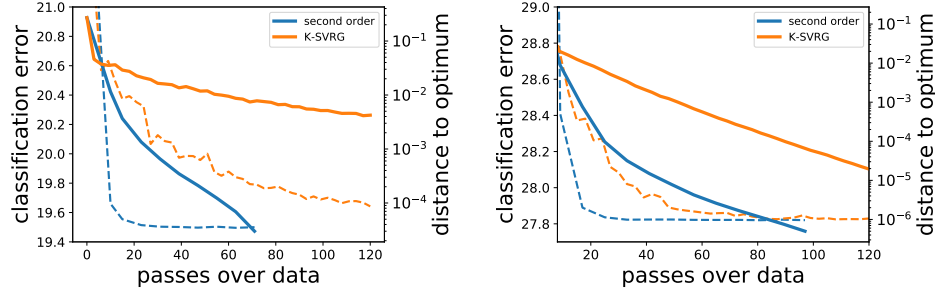 21.0
20.8
20.6
20.4
20.2
20.0
19.8
19.6
19.4
classification error
0 20 40 60 80 100 120
passes over data
10⁻¹
10⁻²
10⁻³
10⁻⁴
distance to optimum
second order
K-SVRG
29.0
28.8
28.6
28.4
28.2
28.0
27.8
classification error
20 40 60 80 100 120
passes over data
10⁻¹
10⁻²
10⁻³
10⁻⁴
10⁻⁵
10⁻⁶
distance to optimum
second order
K-SVRG